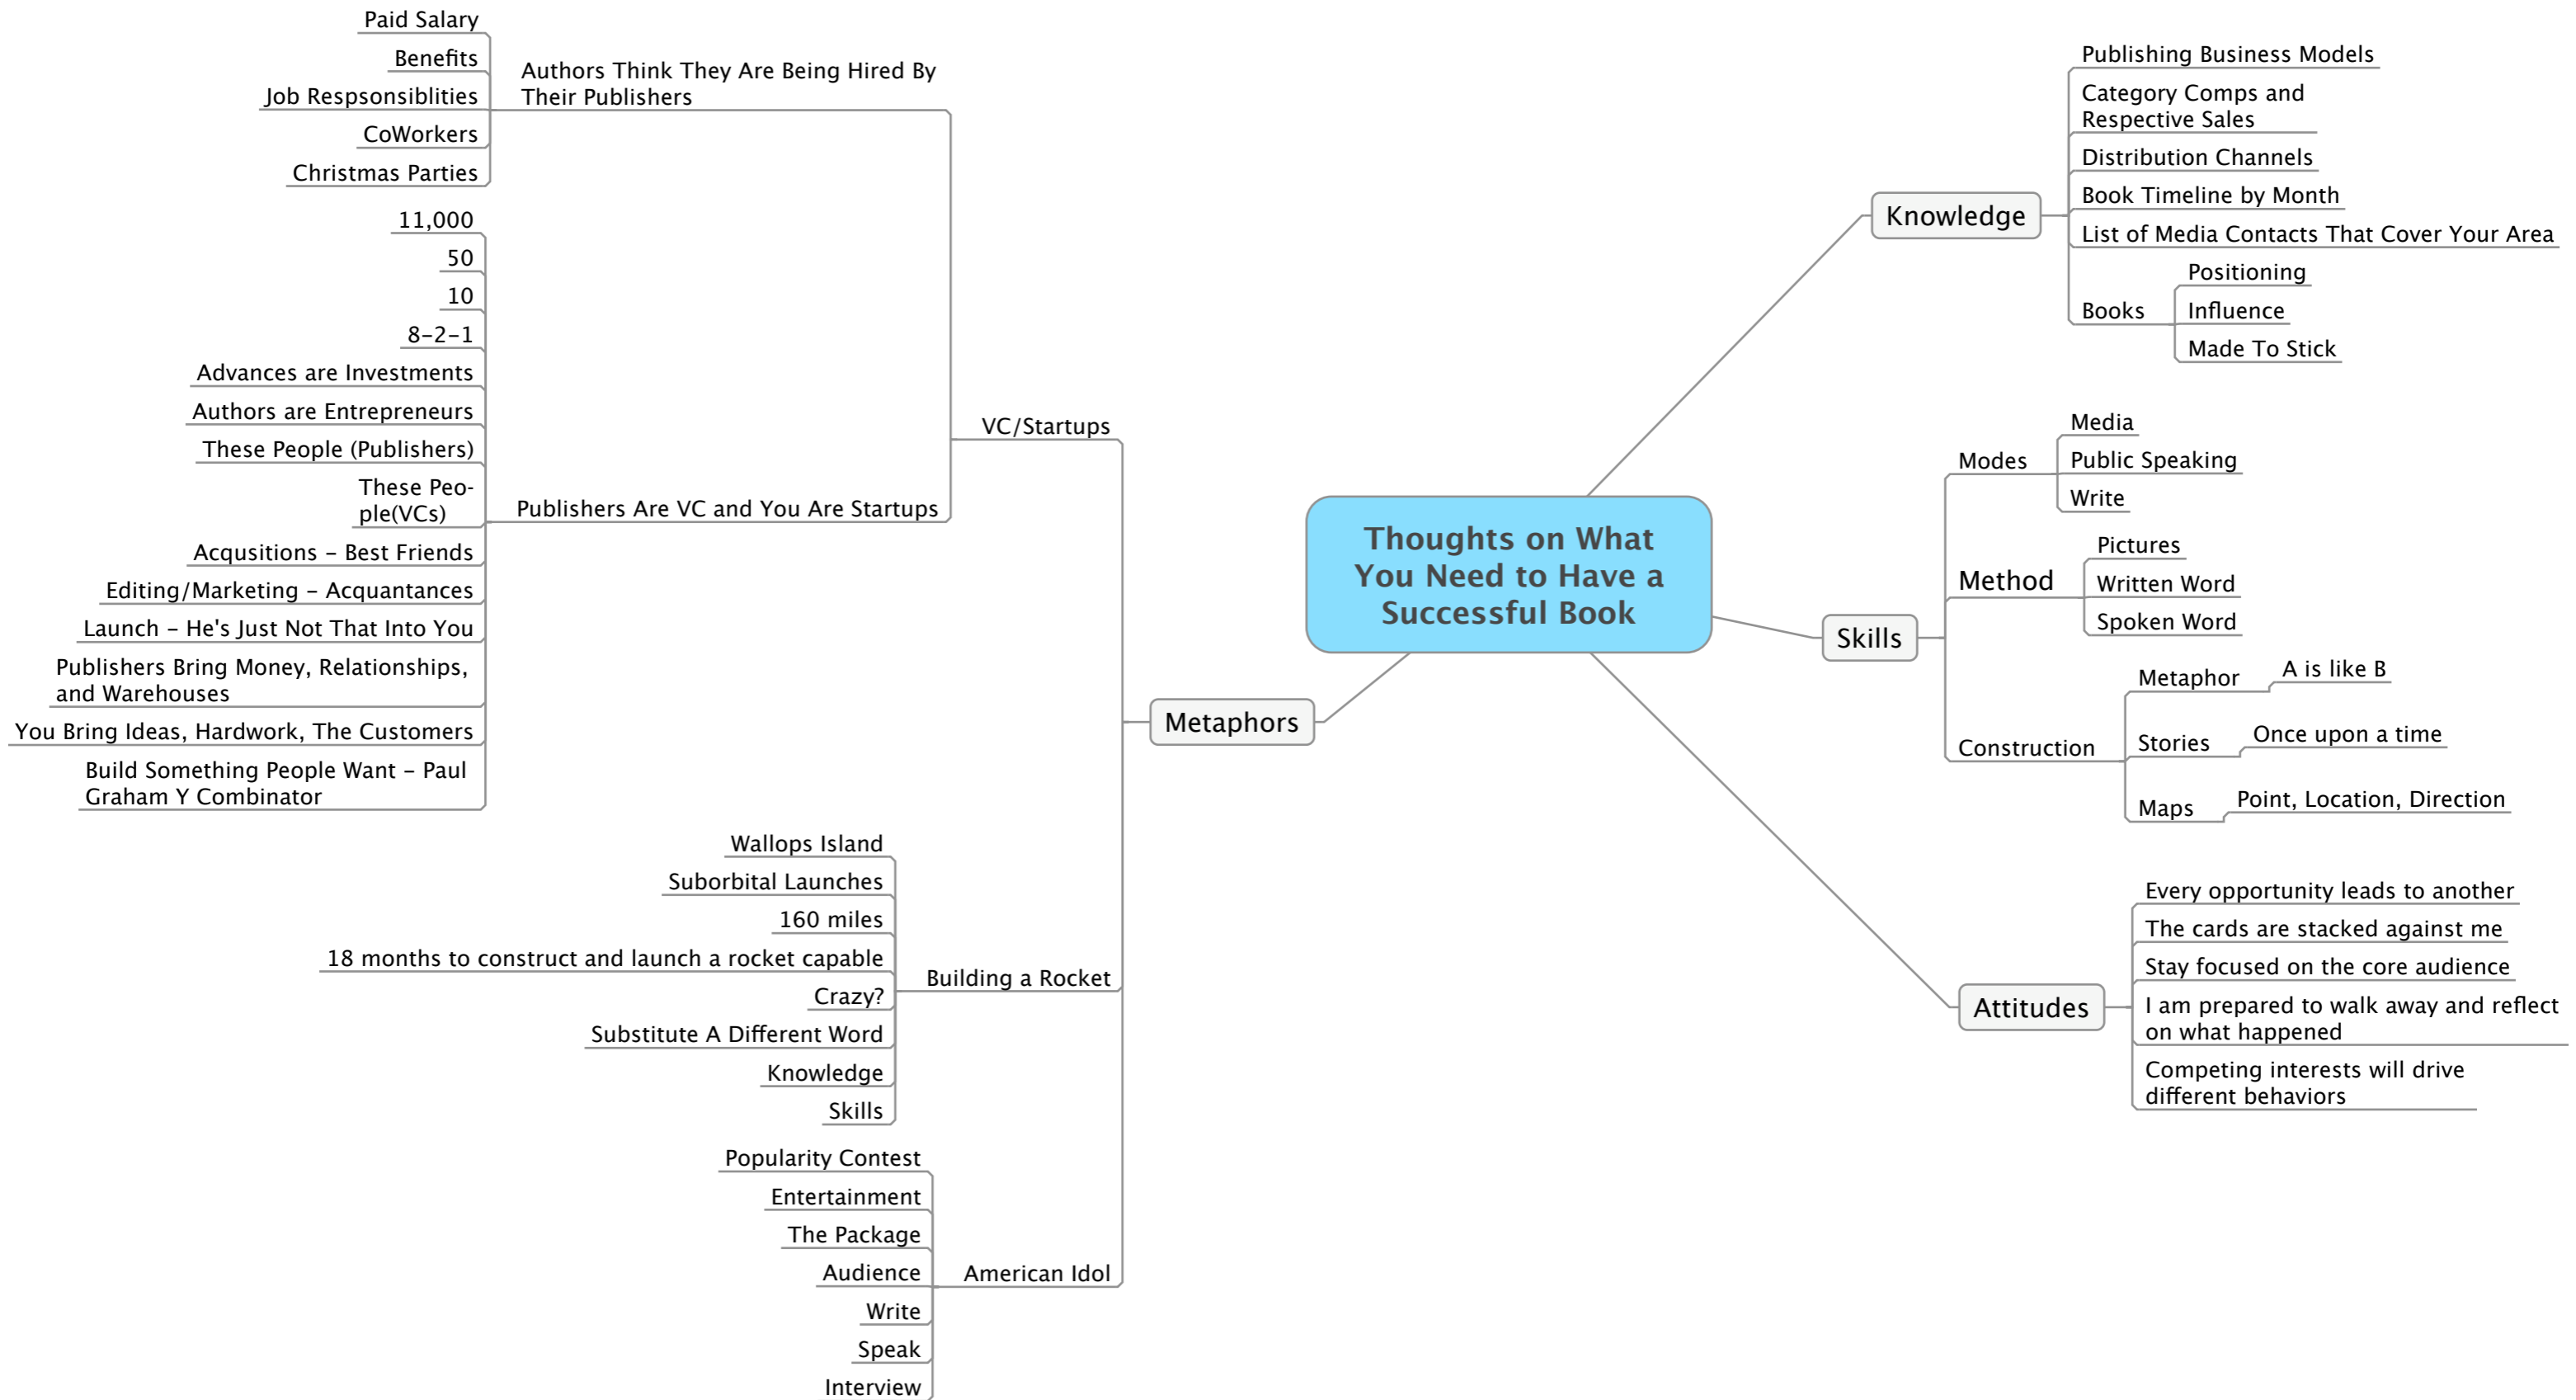 Thoughts on What
You Need to Have a
Successful Book
Knowledge
Publishing Business Models
Category Comps and
Respective Sales
Distribution Channels
Book Timeline by Month
List of Media Contacts That Cover Your Area
Books
Positioning
Influence
Made To Stick
Skills
Modes
Media
Public Speaking
Write
Method
Pictures
Written Word
Spoken Word
Construction
Metaphor
A is like B
Stories
Once upon a time
Maps
Point, Location, Direction
Attitudes
Every opportunity leads to another
The cards are stacked against me
Stay focused on the core audience
I am prepared to walk away and reflect
on what happened
Competing interests will drive
different behaviors
Metaphors
VC/Startups
Authors Think They Are Being Hired By
Their Publishers
Paid Salary
Benefits
Job Respsonsiblities
CoWorkers
Christmas Parties
Publishers Are VC and You Are Startups
11,000
50
10
8-2-1
Advances are Investments
Authors are Entrepreneurs
These People (Publishers)
These Peo-
ple(VCs)
Acqusitions - Best Friends
Editing/Marketing - Acquantances
Launch - He's Just Not That Into You
Publishers Bring Money, Relationships,
and Warehouses
You Bring Ideas, Hardwork, The Customers
Build Something People Want - Paul
Graham Y Combinator
Building a Rocket
Wallops Island
Suborbital Launches
160 miles
18 months to construct and launch a rocket capable
Crazy?
Substitute A Different Word
Knowledge
Skills
American Idol
Popularity Contest
Entertainment
The Package
Audience
Write
Speak
Interview